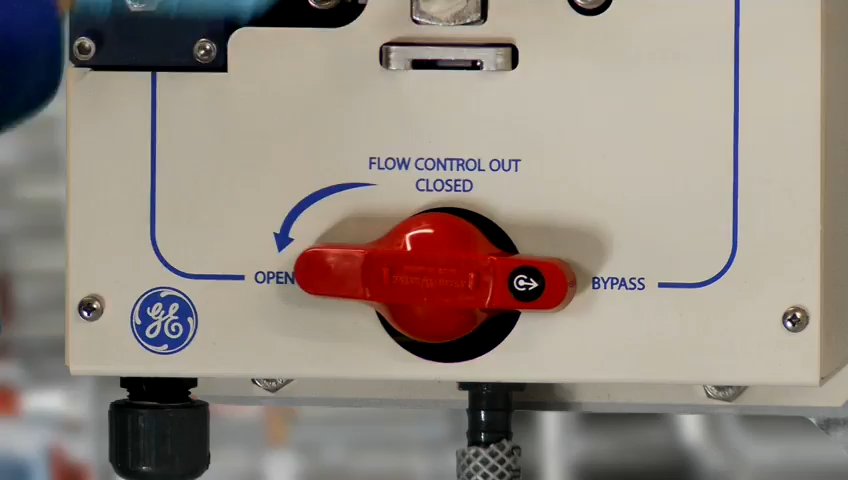 FLOW CONTROL OUT
CLOSED
OPEN
BYPASS
GE